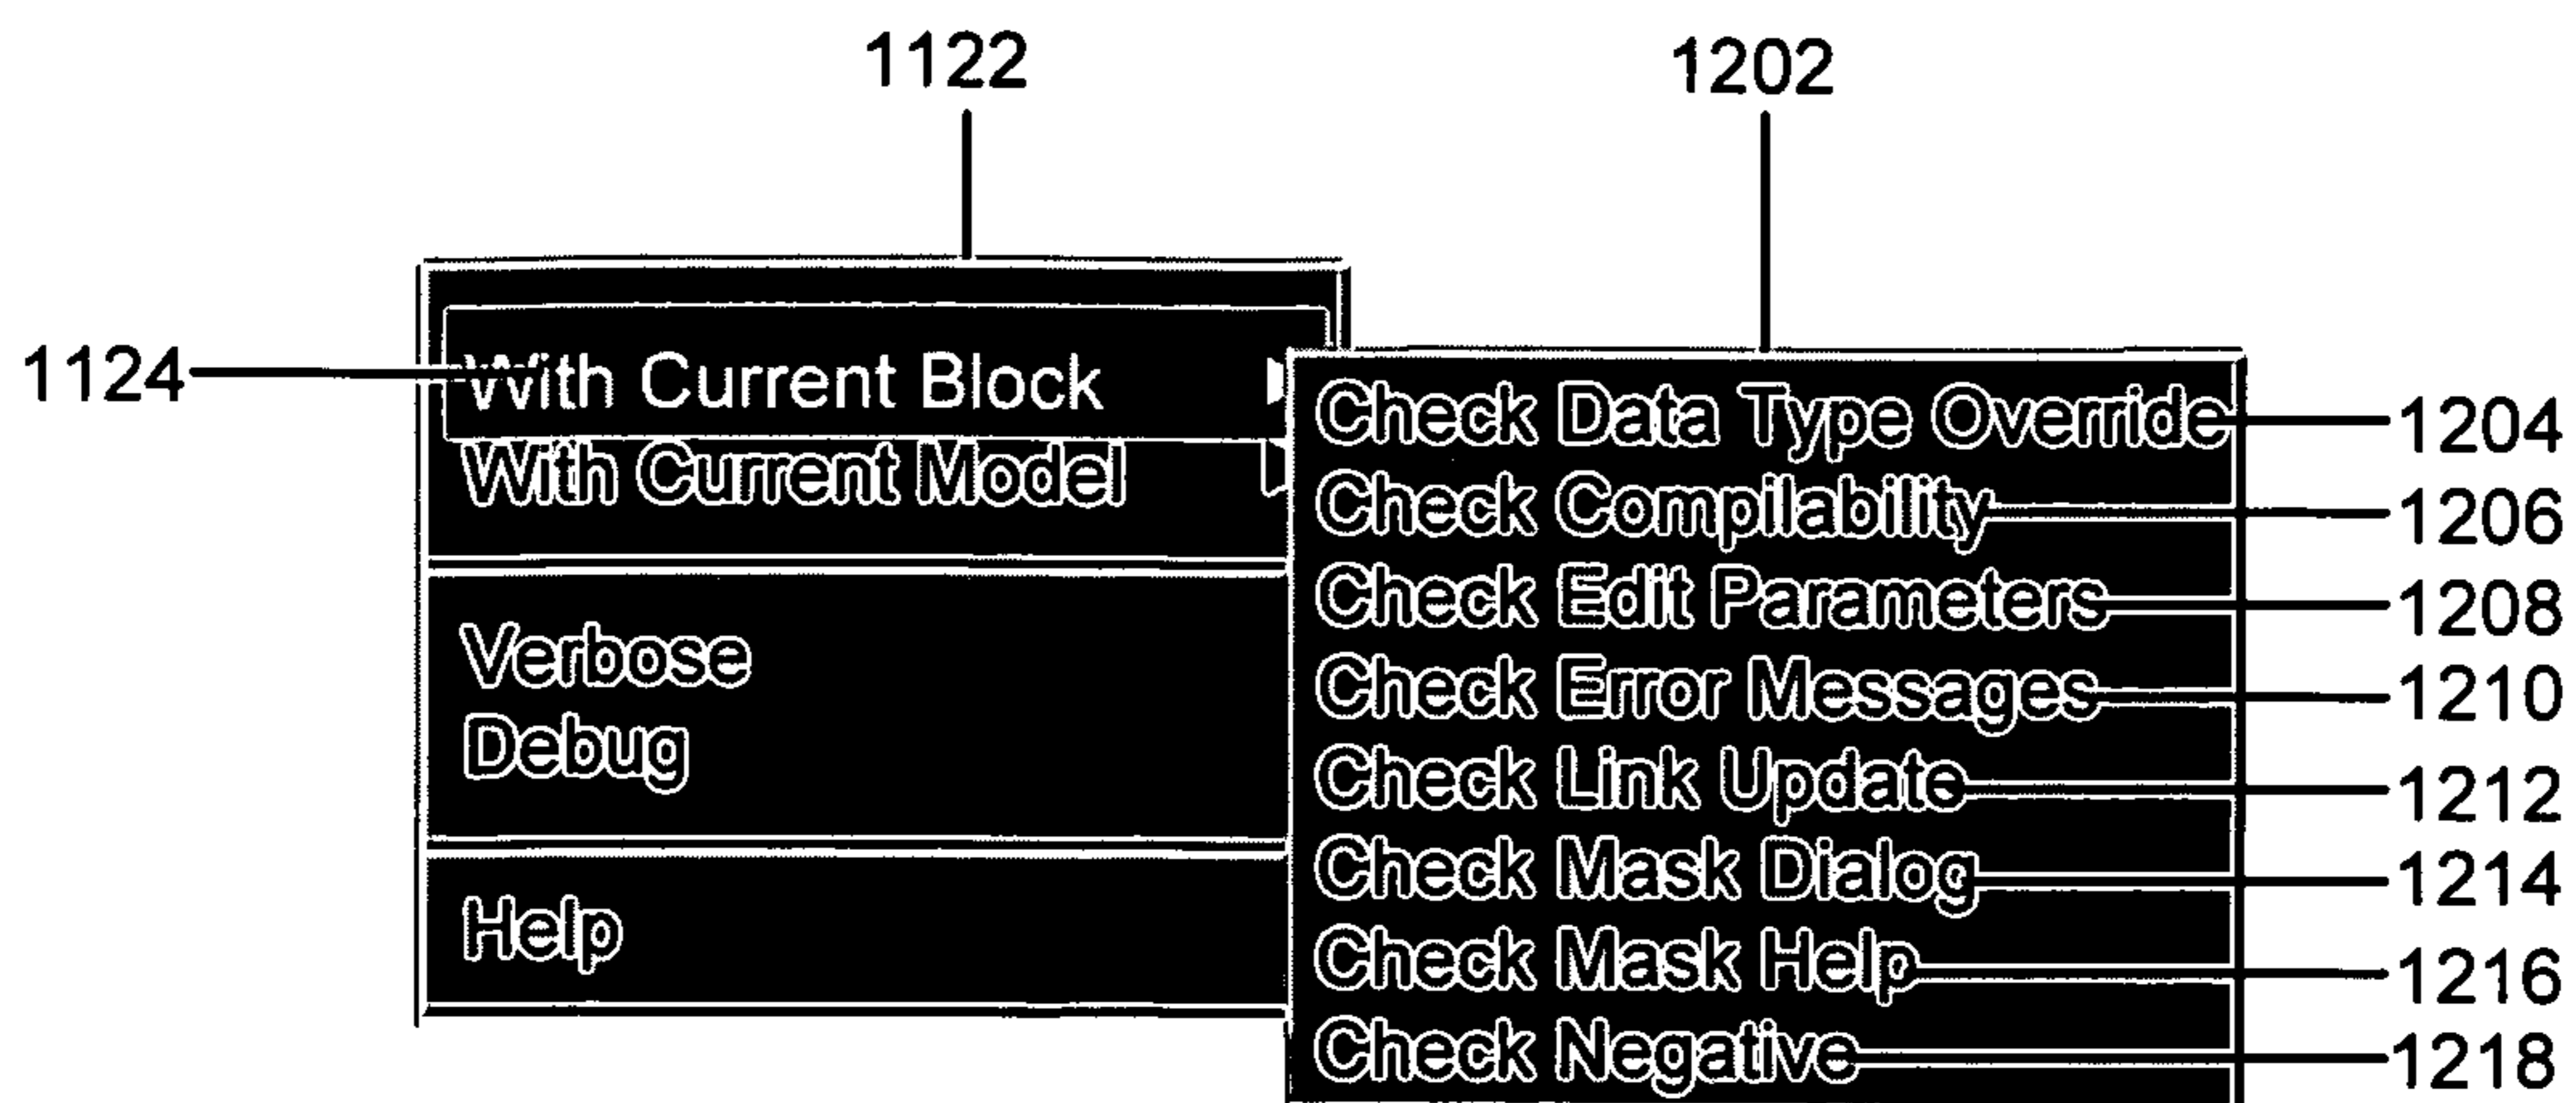 1122
1202
1124
With Current Block
With Current Model
Verbose
Debug
Help
Check Data Type Override
1204
Check Compilability
1206
Check Edit Parameters
1208
Check Error Messages
1210
Check Link Update
1212
Check Mask Dialog
1214
Check Mask Help
1216
Check Negative
1218